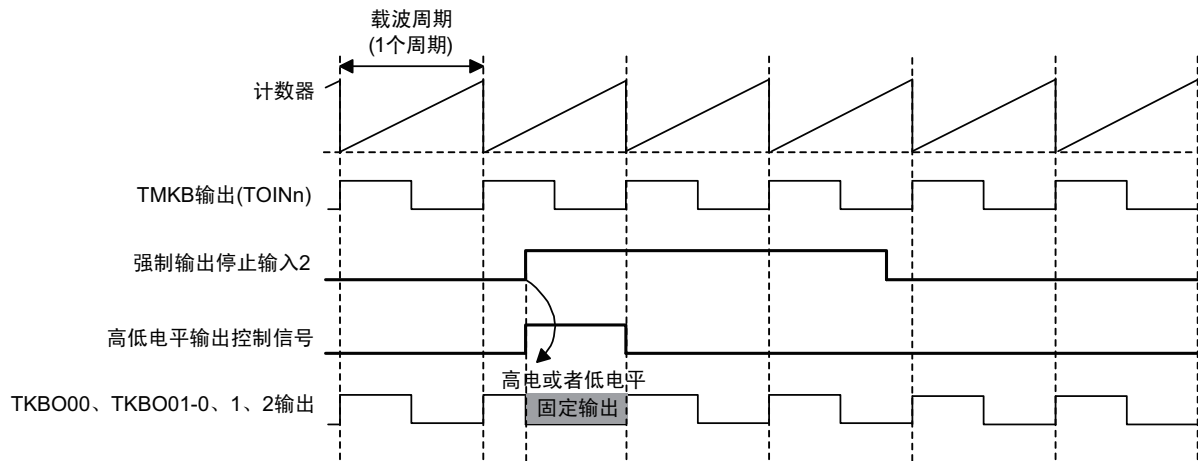 载波周期
(1个周期)
计数器
TMKB输出(TOINn)
强制输出停止输入2
高低电平输出控制信号
高电或者低电平
TKBO00、TKBO01-0、1、2输出
固定输出